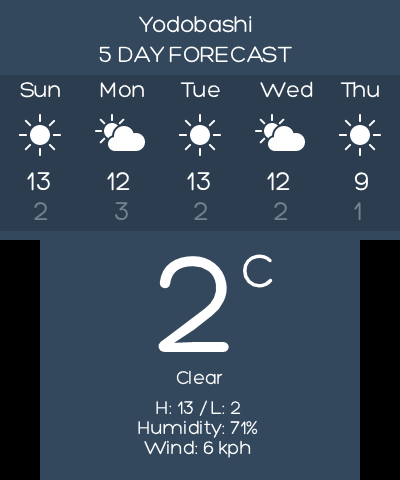 Yodobashi
5 DAY FORECAST
Sun Mon Tue Wed Thu
13 12 13 12 9
2 3 2 2 1
2 C
Clear
H: 13 / L: 2
Humidity: 71%
Wind: 6 kph